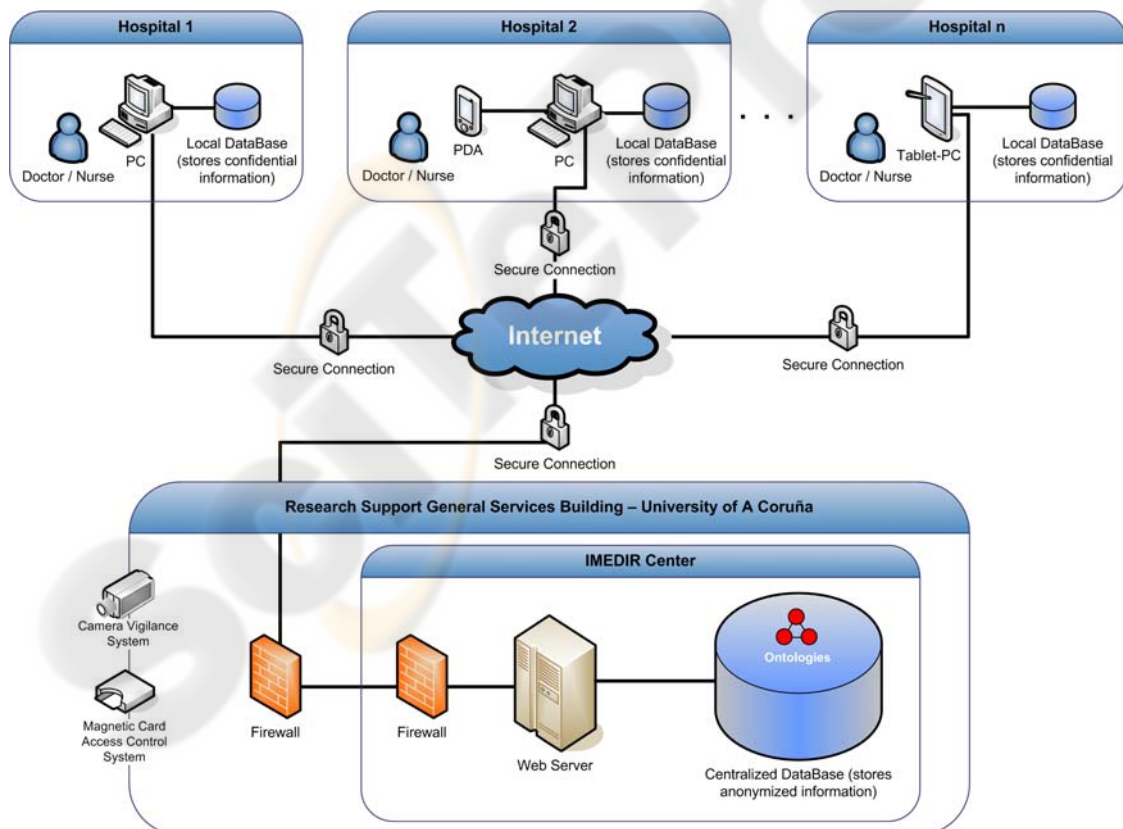 Hospital 1
Doctor / Nurse
PC
Local DataBase
(stores confidential
information)
Hospital 2
Doctor / Nurse
PDA
PC
Local DataBase
(stores confidential
information)
. . .
Hospital n
Doctor / Nurse
Tablet-PC
Local DataBase
(stores confidential
information)
Secure Connection
Internet
Secure Connection
Secure Connection
Secure Connection
Research Support General Services Building – University of A Coruña
IMEDIR Center
Camera Vigilance
System
Magnetic Card
Access Control
System
Firewall
Firewall
Web Server
Ontologies
Centralized DataBase (stores
anonymized information)